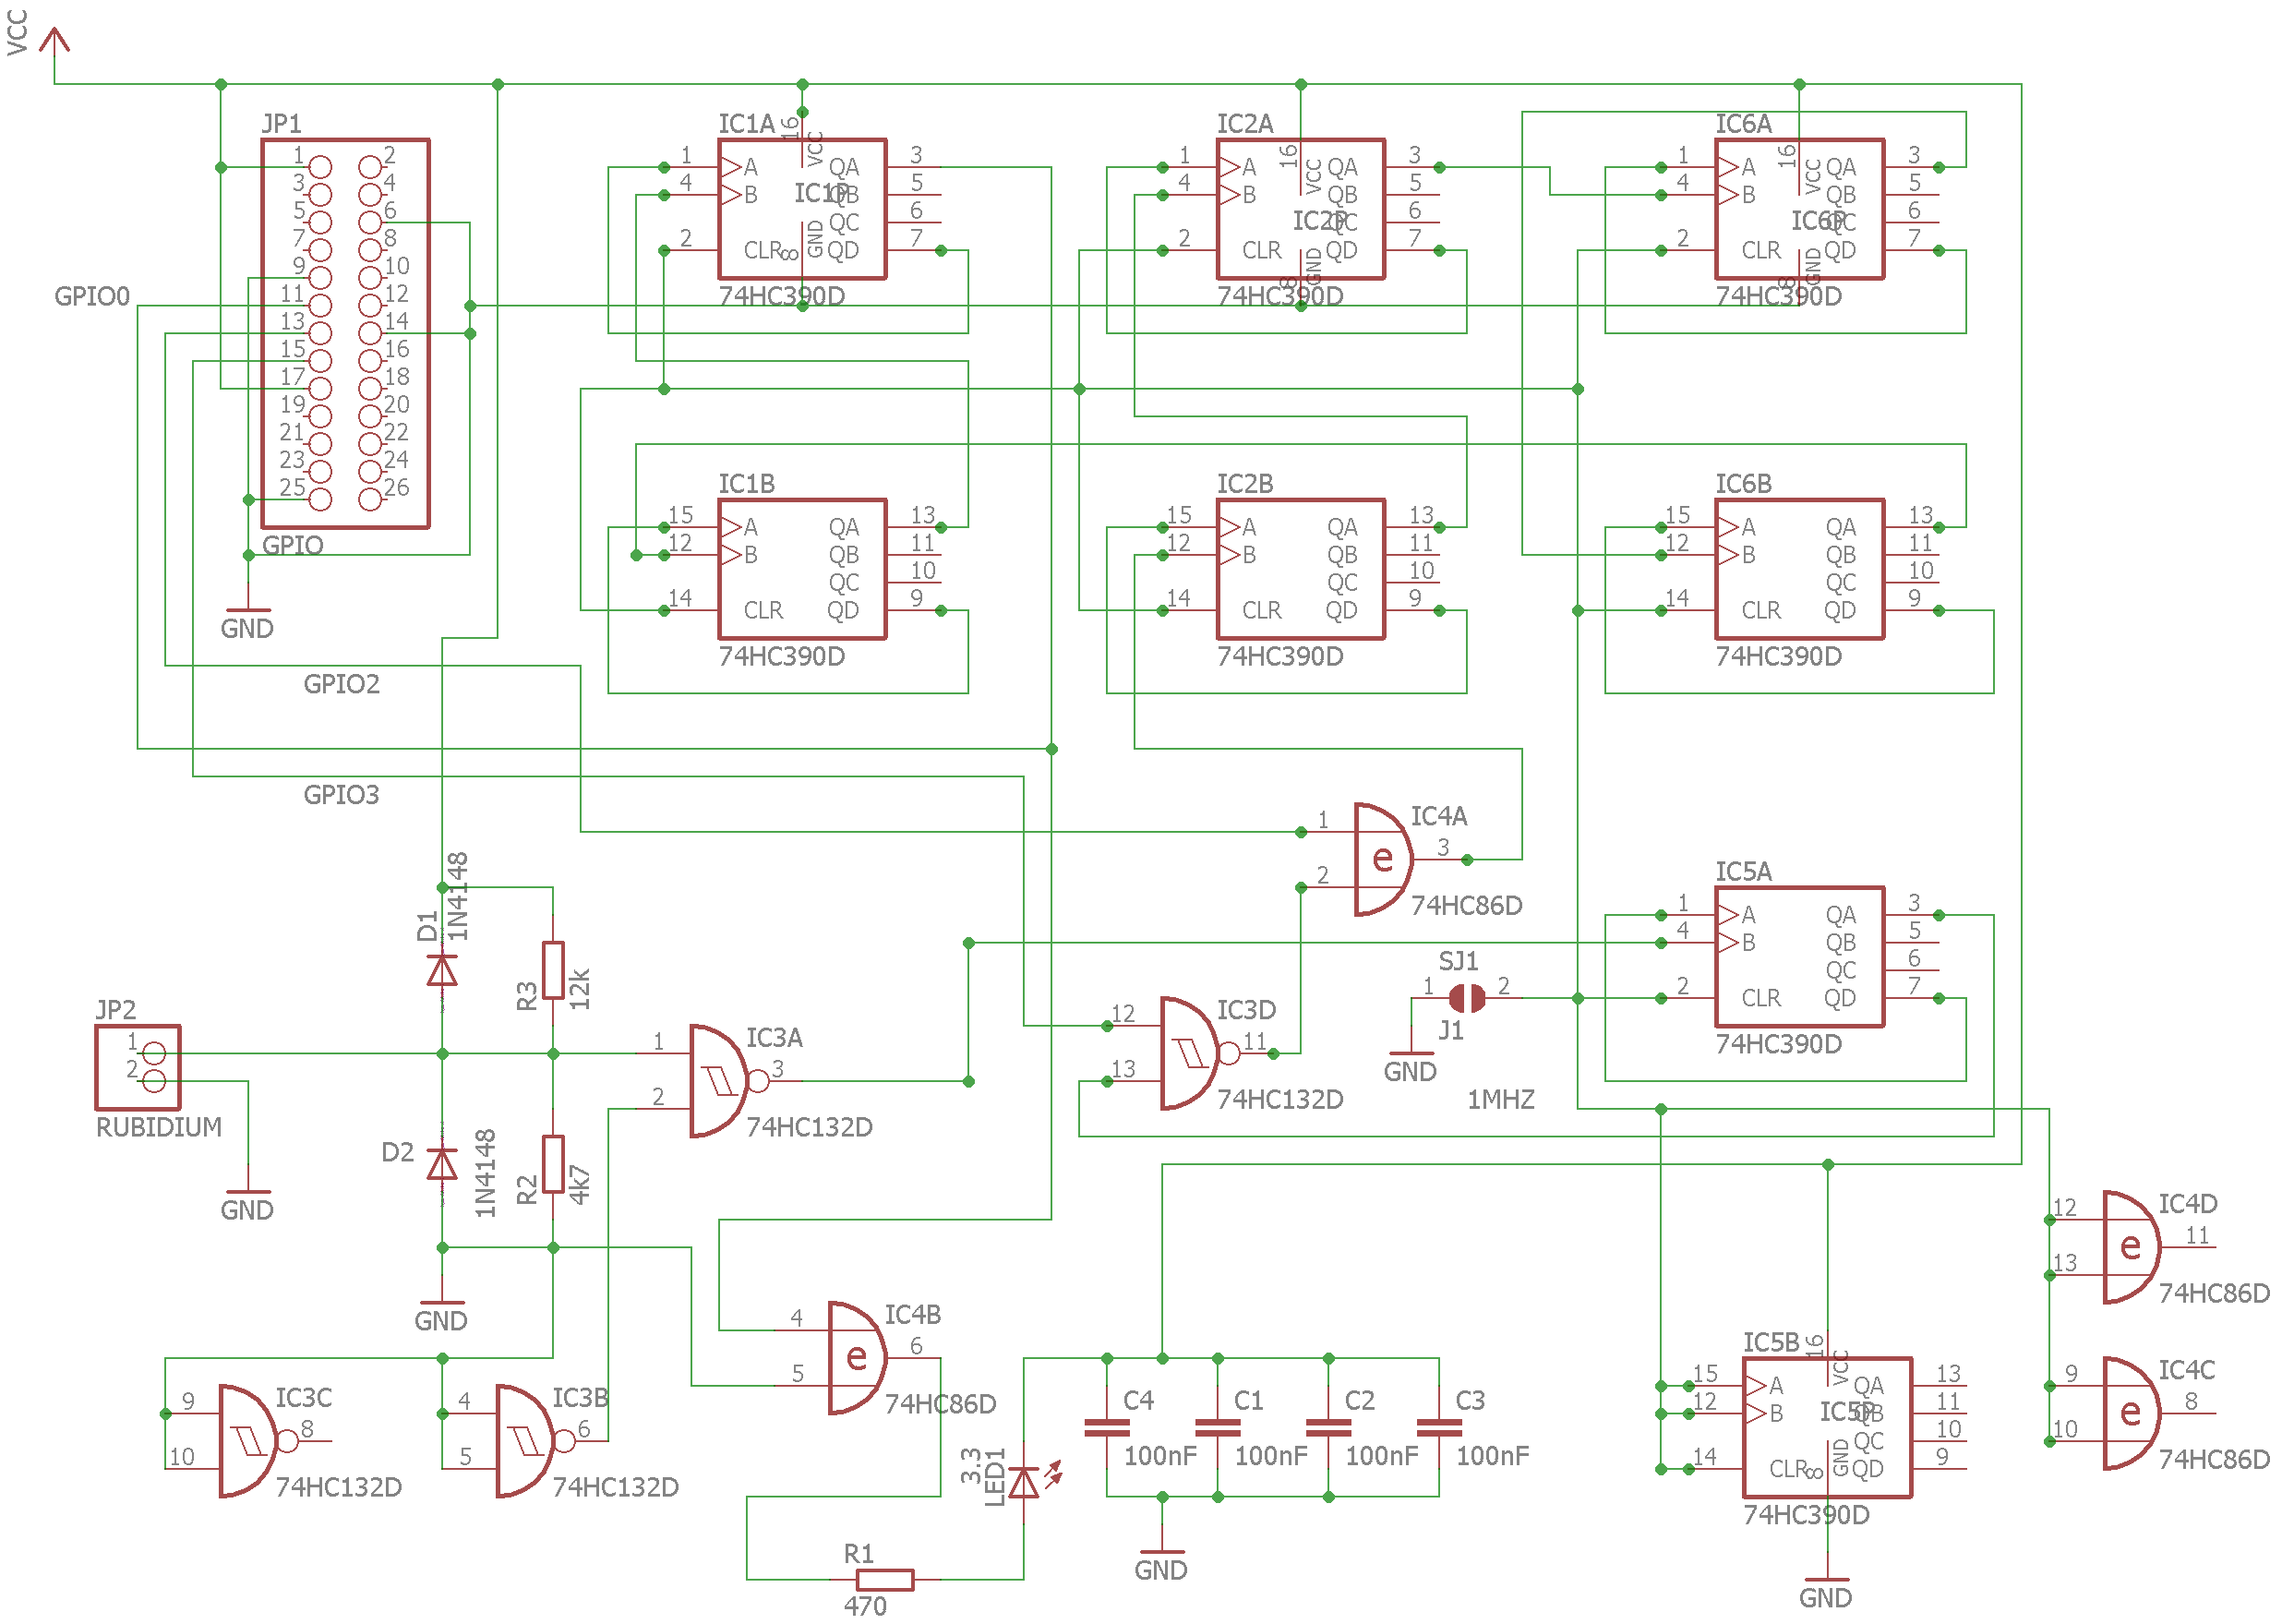 VCC
JP1
1 2
3 4
5 6
7 8
9 10
11 12
13 14
15 16
17 18
19 20
21 22
23 24
25 26
GPIO
GPIO0
GPIO2
GPIO3
GND
IC1A
16 VCC
1 A QA 3
4 B QB 5
IC1P
QC 6
2 CLR QD 7
8 GND
74HC390D
IC2A
16 VCC
1 A QA 3
4 B QB 5
IC2P
QC 6
2 CLR QD 7
8 GND
74HC390D
IC6A
16 VCC
1 A QA 3
4 B QB 5
IC6P
QC 6
2 CLR QD 7
8 GND
74HC390D
IC1B
15 A QA 13
12 B QB 11
QC 10
14 CLR QD 9
74HC390D
IC2B
15 A QA 13
12 B QB 11
QC 10
14 CLR QD 9
74HC390D
IC6B
15 A QA 13
12 B QB 11
QC 10
14 CLR QD 9
74HC390D
IC4A
1
2
3
e
74HC86D
IC5A
1 A QA 3
4 B QB 5
QC 6
2 CLR QD 7
74HC390D
D1
1N4148
R3
12k
JP2
1
2
RUBIDIUM
GND
IC3A
1
2
3
74HC132D
D2
1N4148
R2
4k7
GND
IC3D
12
13
11
74HC132D
SJ1
1 2
J1
GND
1MHZ
IC4D
12
13
11
e
74HC86D
IC4B
4
5
6
e
74HC86D
IC3C
9
10
8
74HC132D
IC3B
4
5
6
74HC132D
3.3
LED1
R1
470
C4
100nF
C1
100nF
C2
100nF
C3
100nF
GND
IC5B
16 VCC
15 A QA 13
12 B QB 11
IC5P
QC 10
14 CLR QD 9
8 GND
74HC390D
GND
IC4C
9
10
8
e
74HC86D